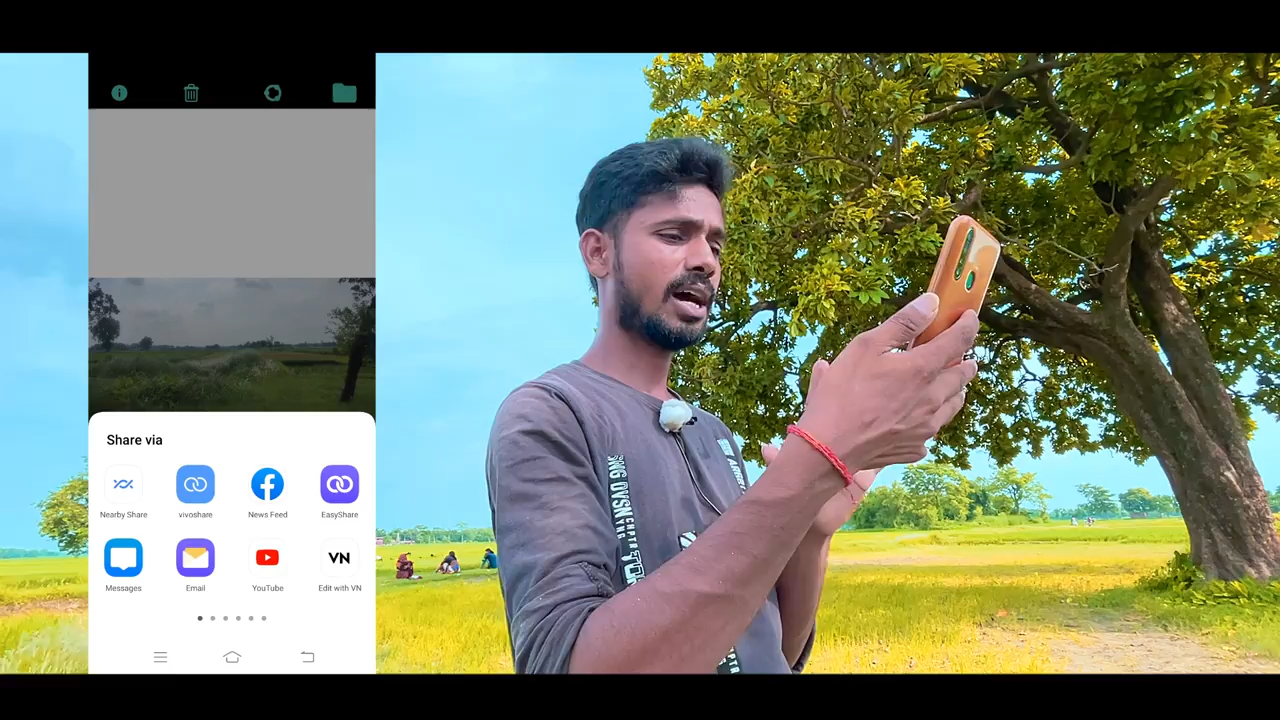 Share via
Nearby Share
vivoshare
News Feed
EasyShare
Messages
Email
YouTube
VN
Edit with VN